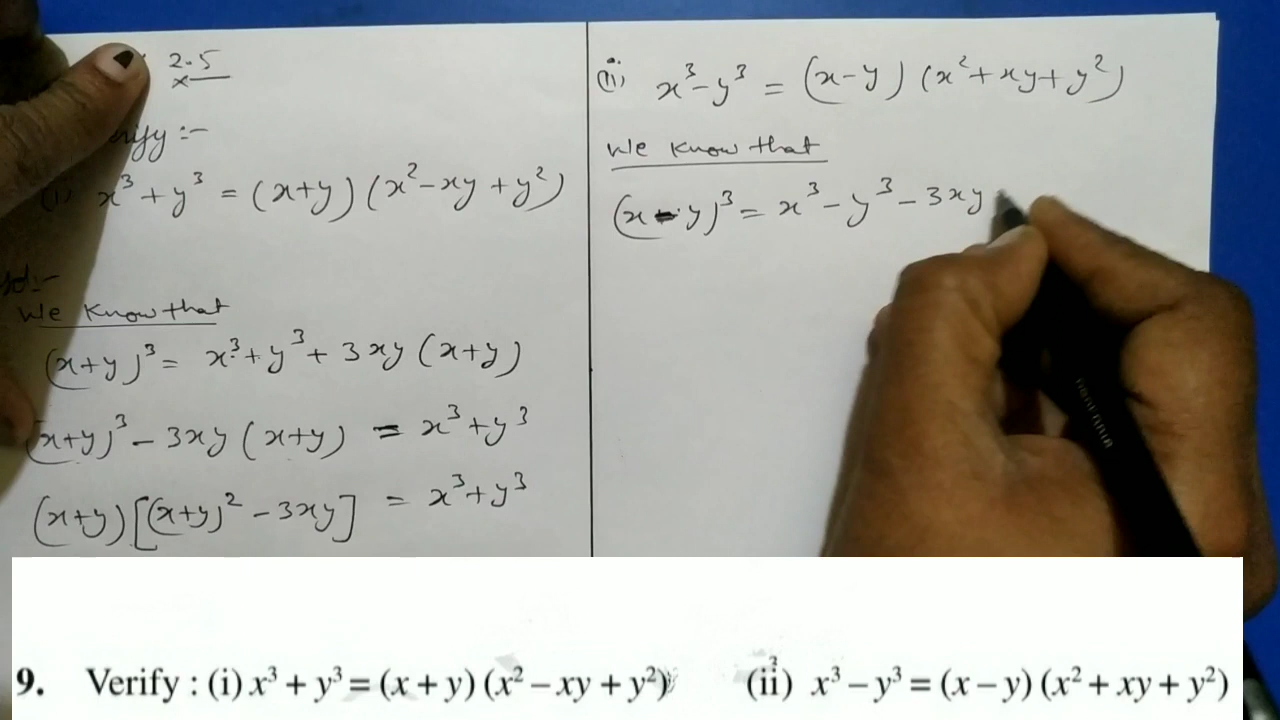 2.5
:-
(i) x³ + y³ = (x+y) (x² - xy + y²)
We Know that
(x+y)³ = x³ + y³ + 3xy (x+y)
(x+y)³ - 3xy (x+y) = x³ + y³
(x+y) [(x+y)² - 3xy] = x³ + y³
(ii) x³ - y³ = (x-y) (x² + xy + y²)
We Know that
(x-y)³ = x³ - y³ - 3xy
9. Verify : (i) x³ + y³ = (x + y) (x² – xy + y²) (ii) x³ – y³ = (x – y) (x² + xy + y²)